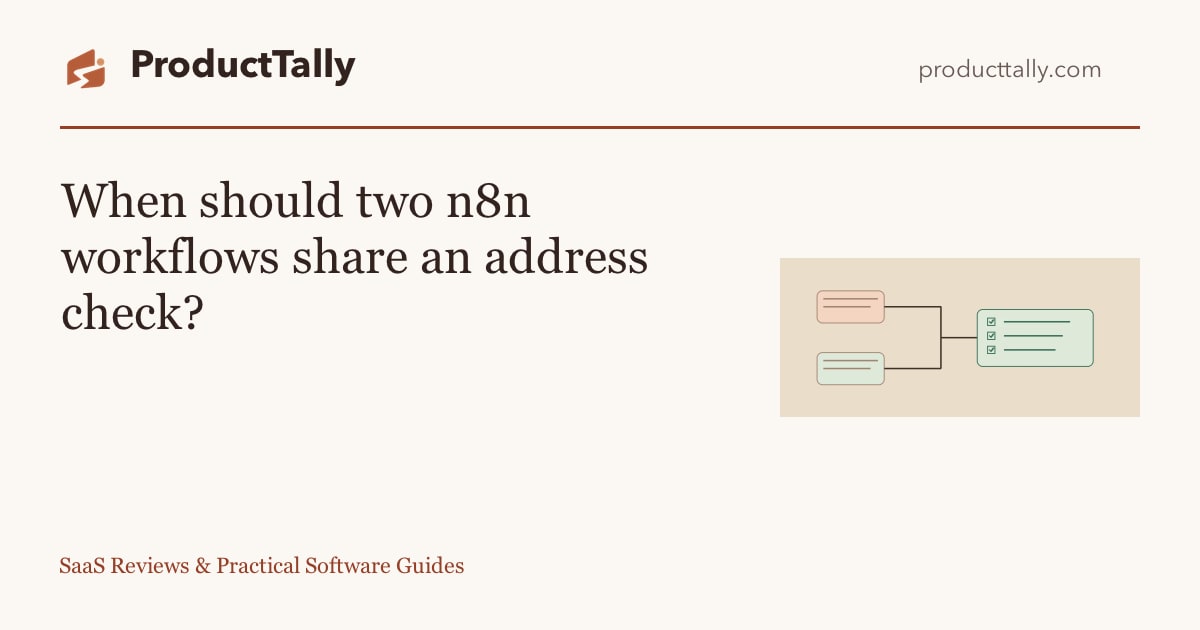 ProductTally
producttally.com
When should two n8n
workflows share an address
check?
SaaS Reviews & Practical Software Guides